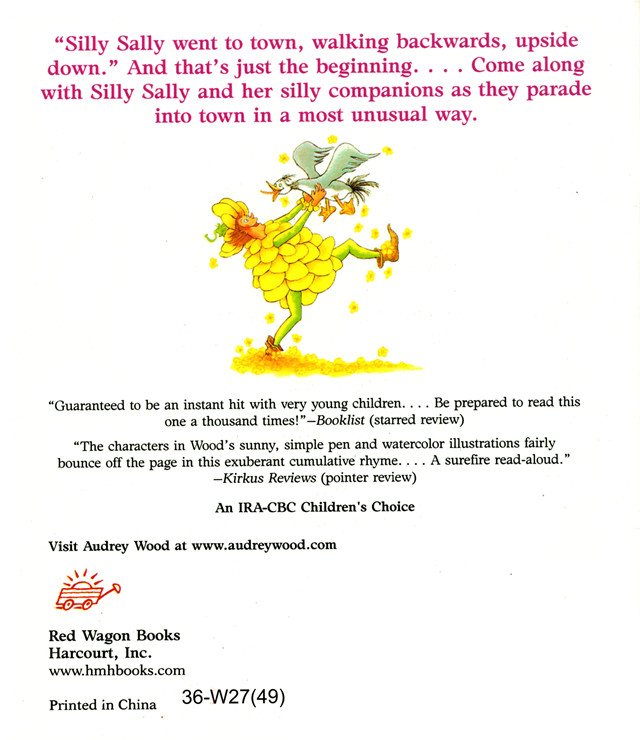 “Silly Sally went to town, walking backwards, upside
down.” And that’s just the beginning. . . . Come along
with Silly Sally and her silly companions as they parade
into town in a most unusual way.
“Guaranteed to be an instant hit with very young children. . . . Be prepared to read this
one a thousand times!”—Booklist (starred review)
“The characters in Wood’s sunny, simple pen and watercolor illustrations fairly
bounce off the page in this exuberant cumulative rhyme. . . . A surefire read-aloud.”
—Kirkus Reviews (pointer review)
An IRA-CBC Children's Choice
Visit Audrey Wood at www.audreywood.com
Red Wagon Books
Harcourt, Inc.
www.hmhbooks.com
Printed in China 36-W27(49)